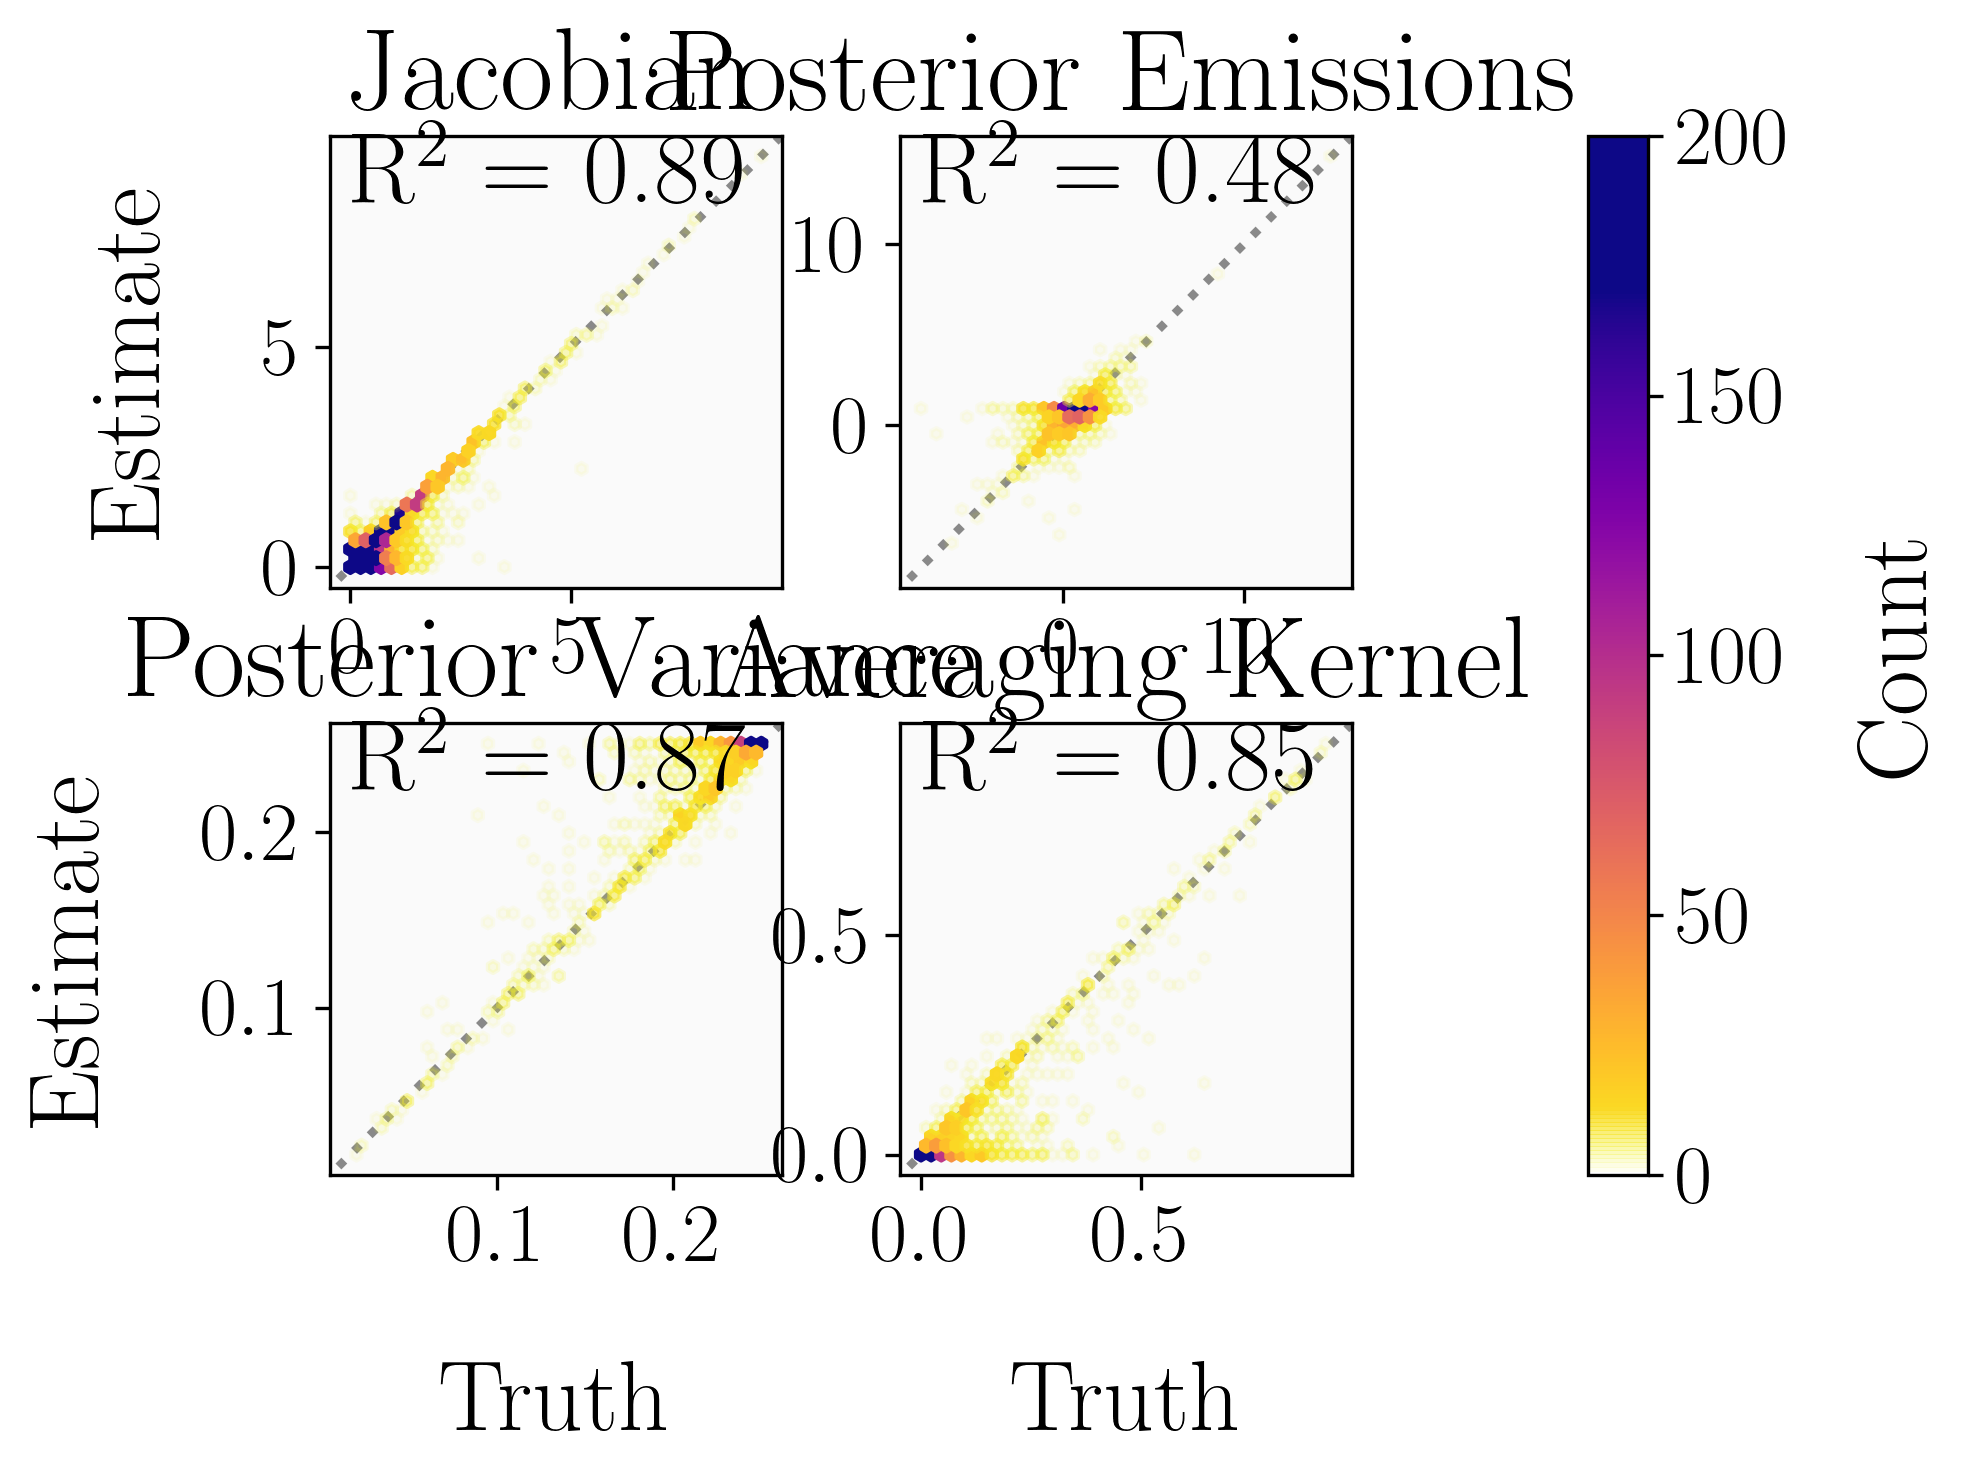 Jacobian
Posterior Emissions
R² = 0.89
R² = 0.48
Estimate
5
0
0
5
10
0
0
10
Posterior Variance
Averaging Kernel
R² = 0.87
R² = 0.85
Estimate
0.2
0.1
0.1
0.2
Truth
0.5
0.0
0.0
0.5
Truth
200
150
100
50
0
Count